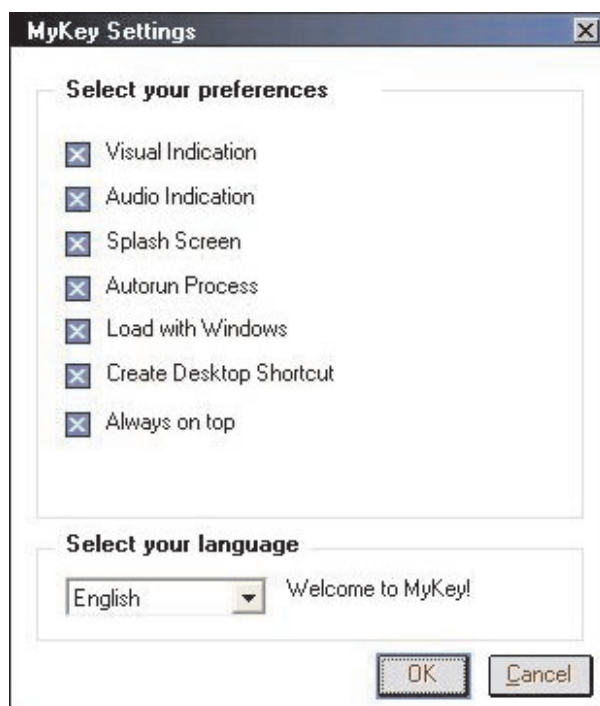 MyKey Settings
Select your preferences
Visual Indication
Audio Indication
Splash Screen
Autorun Process
Load with Windows
Create Desktop Shortcut
Always on top
Select your language
English
Welcome to MyKey!
OK
Cancel